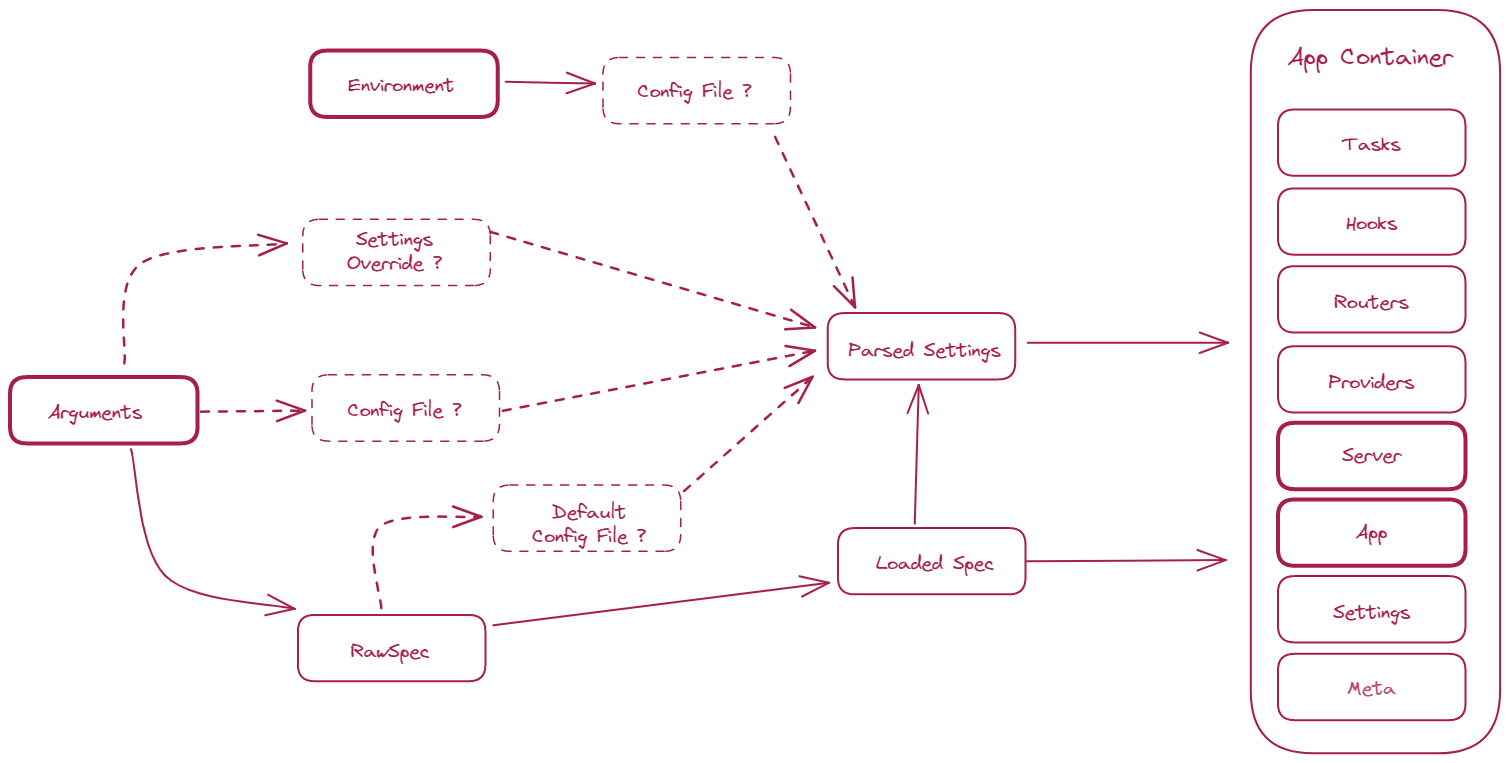 App Container
Environment
Config File ?
Tasks
Hooks
Settings
Override ?
Routers
Parsed Settings
Providers
Arguments
Config File ?
Server
Default
Config File ?
App
Loaded Spec
Settings
RawSpec
Meta